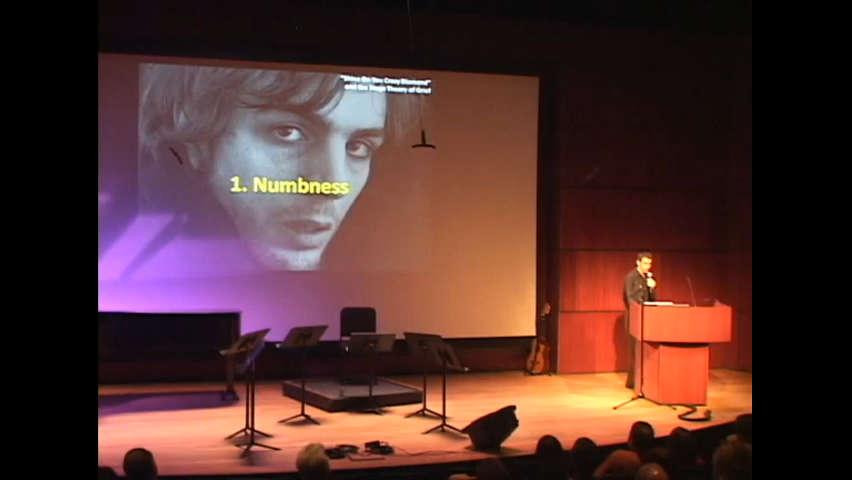 "Shine On You Crazy Diamond"
and the Stage Theory of Grief
1. Numbness